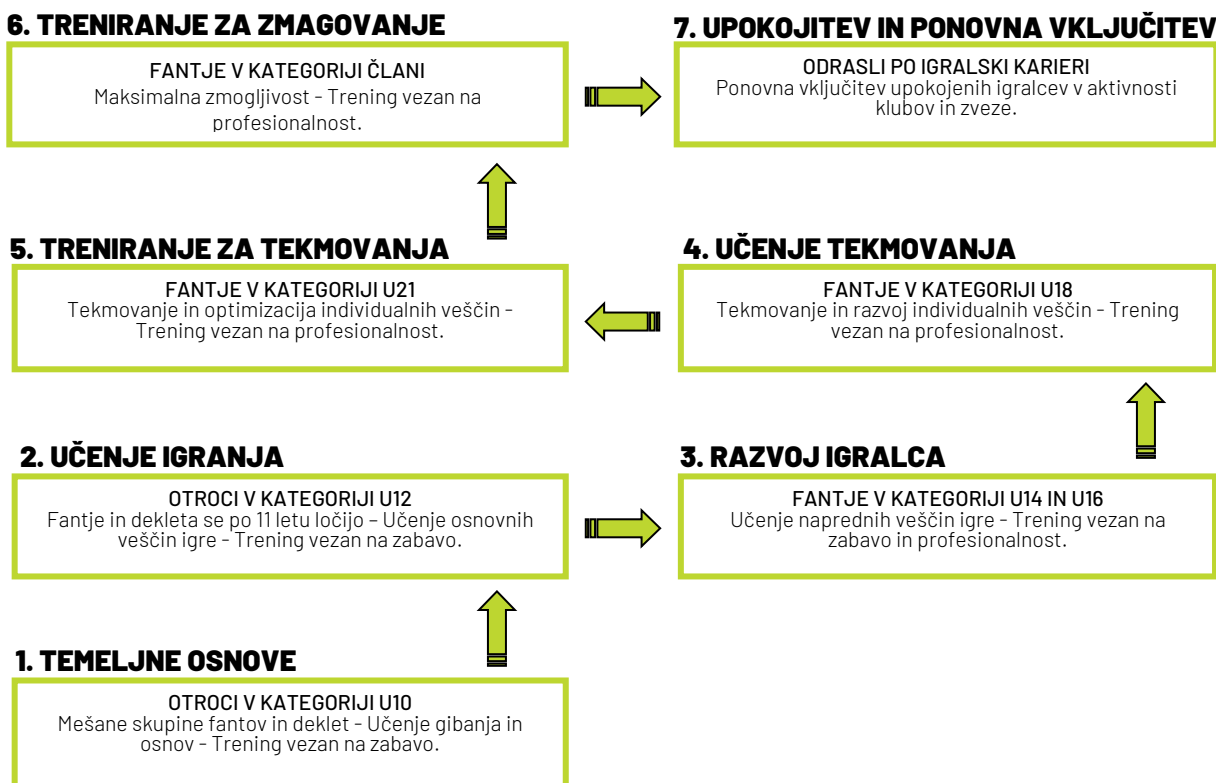 6. TRENIRANJE ZA ZMAGOVANJE
FANTJE V KATEGORIJI ČLANI
Maksimalna zmogljivost - Trening vezan na
profesionalnost.
7. UPOKOJITEV IN PONOVNA VKLJUČITEV
ODRASLI PO IGRALSKI KARIERI
Ponovna vključitev upokojenih igralcev v aktivnosti
klubov in zveze.
5. TRENIRANJE ZA TEKMOVANJA
FANTJE V KATEGORIJI U21
Tekmovanje in optimizacija individualnih veščin -
Trening vezan na profesionalnost.
4. UČENJE TEKMOVANJA
FANTJE V KATEGORIJI U18
Tekmovanje in razvoj individualnih veščin - Trening
vezan na profesionalnost.
2. UČENJE IGRANJA
OTROCI V KATEGORIJI U12
Fantje in dekleta se po 11 letu ločijo – Učenje osnovnih
veščin igre - Trening vezan na zabavo.
3. RAZVOJ IGRALCA
FANTJE V KATEGORIJI U14 IN U16
Učenje naprednih veščin igre - Trening vezan na
zabavo in profesionalnost.
1. TEMELJNE OSNOVE
OTROCI V KATEGORIJI U10
Mešane skupine fantov in deklet - Učenje gibanja in
osnov - Trening vezan na zabavo.